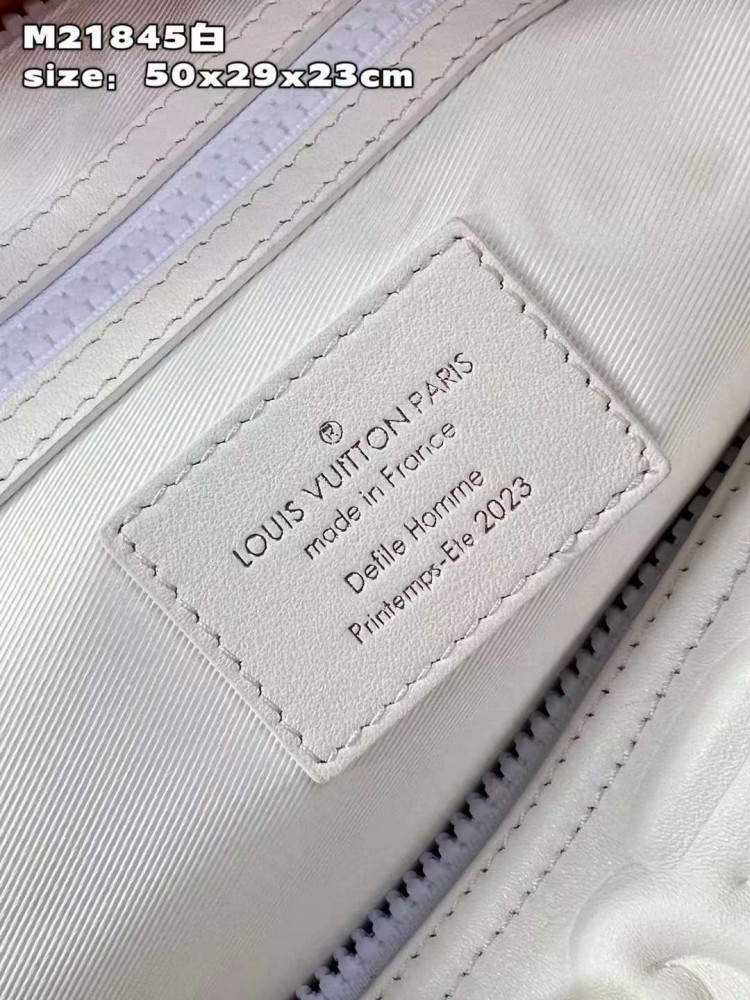 M21845白
size：50x29x23cm
®
LOUIS VUITTON PARIS
made in France
Defile Homme
Printemps-Ete 2023